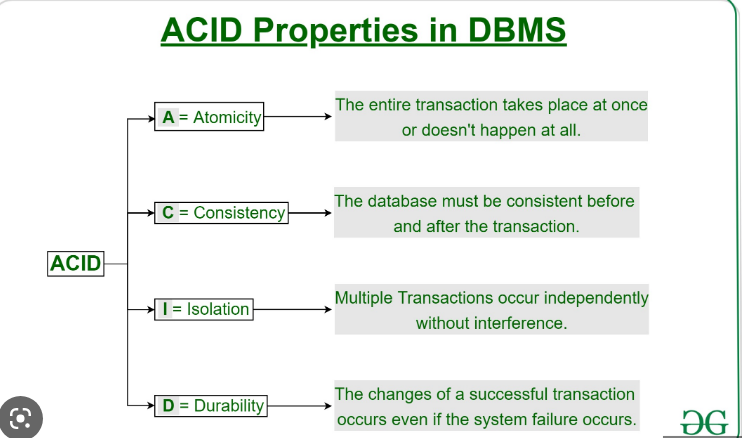 ACID Properties in DBMS
A = Atomicity
The entire transaction takes place at once
or doesn't happen at all.
C = Consistency
The database must be consistent before
and after the transaction.
ACID
I = Isolation
Multiple Transactions occur independently
without interference.
D = Durability
The changes of a successful transaction
occurs even if the system failure occurs.